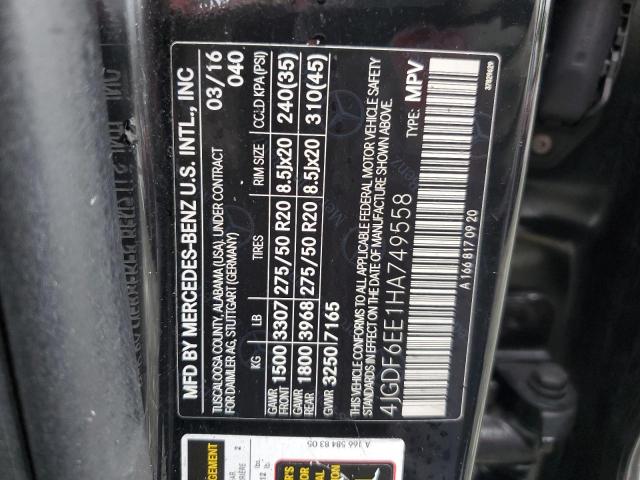 MFD BY MERCEDES-BENZ U.S. INTL., INC
TUSCALOOSA COUNTY, ALABAMA (USA), UNDER CONTRACT 03/16
FOR DAIMLER AG, STUTTGART (GERMANY) 040
KG LB TIRES RIM SIZE COLD KPA(PSI)
GAWR FRONT 1500 3307 275/50 R20 8.5Jx20 240(35)
GAWR REAR 1800 3968 275/50 R20 8.5Jx20 310(45)
GVWR 3250 7165
THIS VEHICLE CONFORMS TO ALL APPLICABLE FEDERAL MOTOR VEHICLE SAFETY
STANDARDS IN EFFECT ON THE DATE OF MANUFACTURE SHOWN ABOVE.
4JGDF6EE1HA749558 TYPE: MPV
A 166 817 09 20
A 166 584 83 05